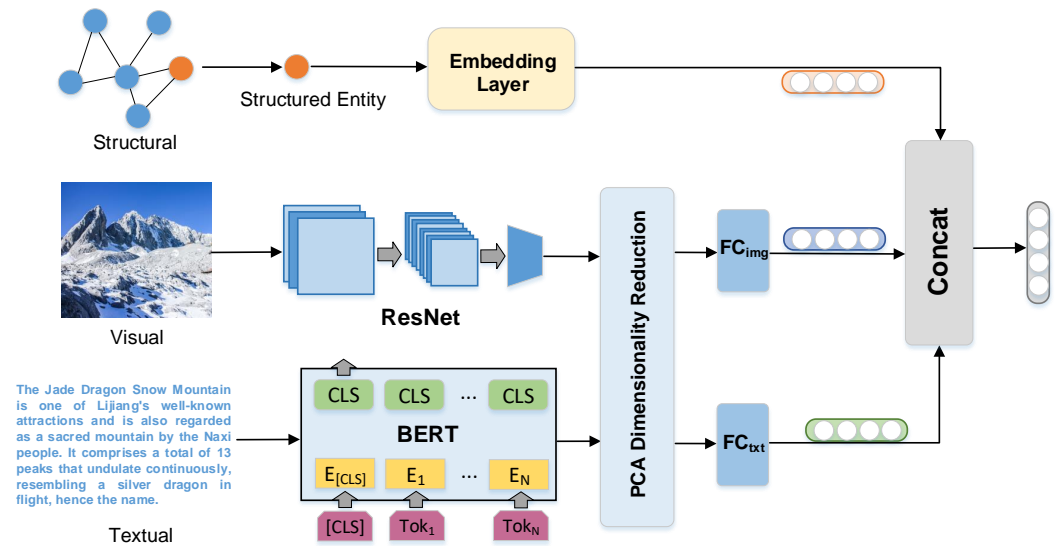 Embedding
Layer
Structured Entity
Structural
Visual
ResNet
PCA Dimensionality Reduction
FCimg
Concat
The Jade Dragon Snow Mountain
is one of Lijiang's well-known
attractions and is also regarded
as a sacred mountain by the Naxi
people. It comprises a total of 13
peaks that undulate continuously,
resembling a silver dragon in
flight, hence the name.
Textual
CLS CLS ... CLS
BERT
E[CLS] E1 ... EN
[CLS] Tok1 TokN
FCtxt